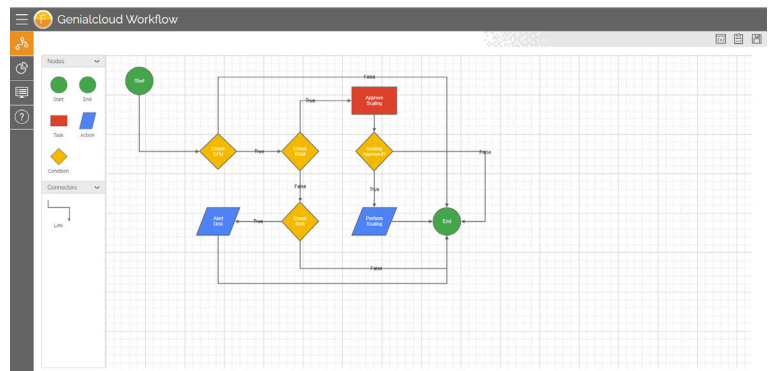 Genialcloud Workflow
Nodes
Start
End
Task
Action
Condition
Connectors
Link
Start
False
True
Approve
Scaling
Check
CPU
True
Check
RAM
Scaling
Approved?
False
False
True
Alert
Disk
True
Check
Disk
Perform
Scaling
End
False